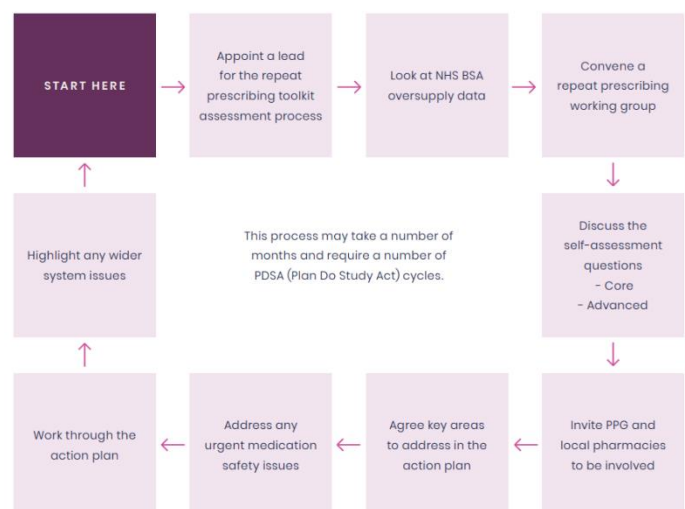 START HERE
Appoint a lead
for the repeat
prescribing toolkit
assessment process
Look at NHS BSA
oversupply data
Convene a
repeat prescribing
working group
Discuss the
self-assessment
questions
- Core
- Advanced
Invite PPG and
local pharmacies
to be involved
Agree key areas
to address in the
action plan
Address any
urgent medication
safety issues
Work through the
action plan
Highlight any wider
system issues
This process may take a number of
months and require a number of
PDSA (Plan Do Study Act) cycles.